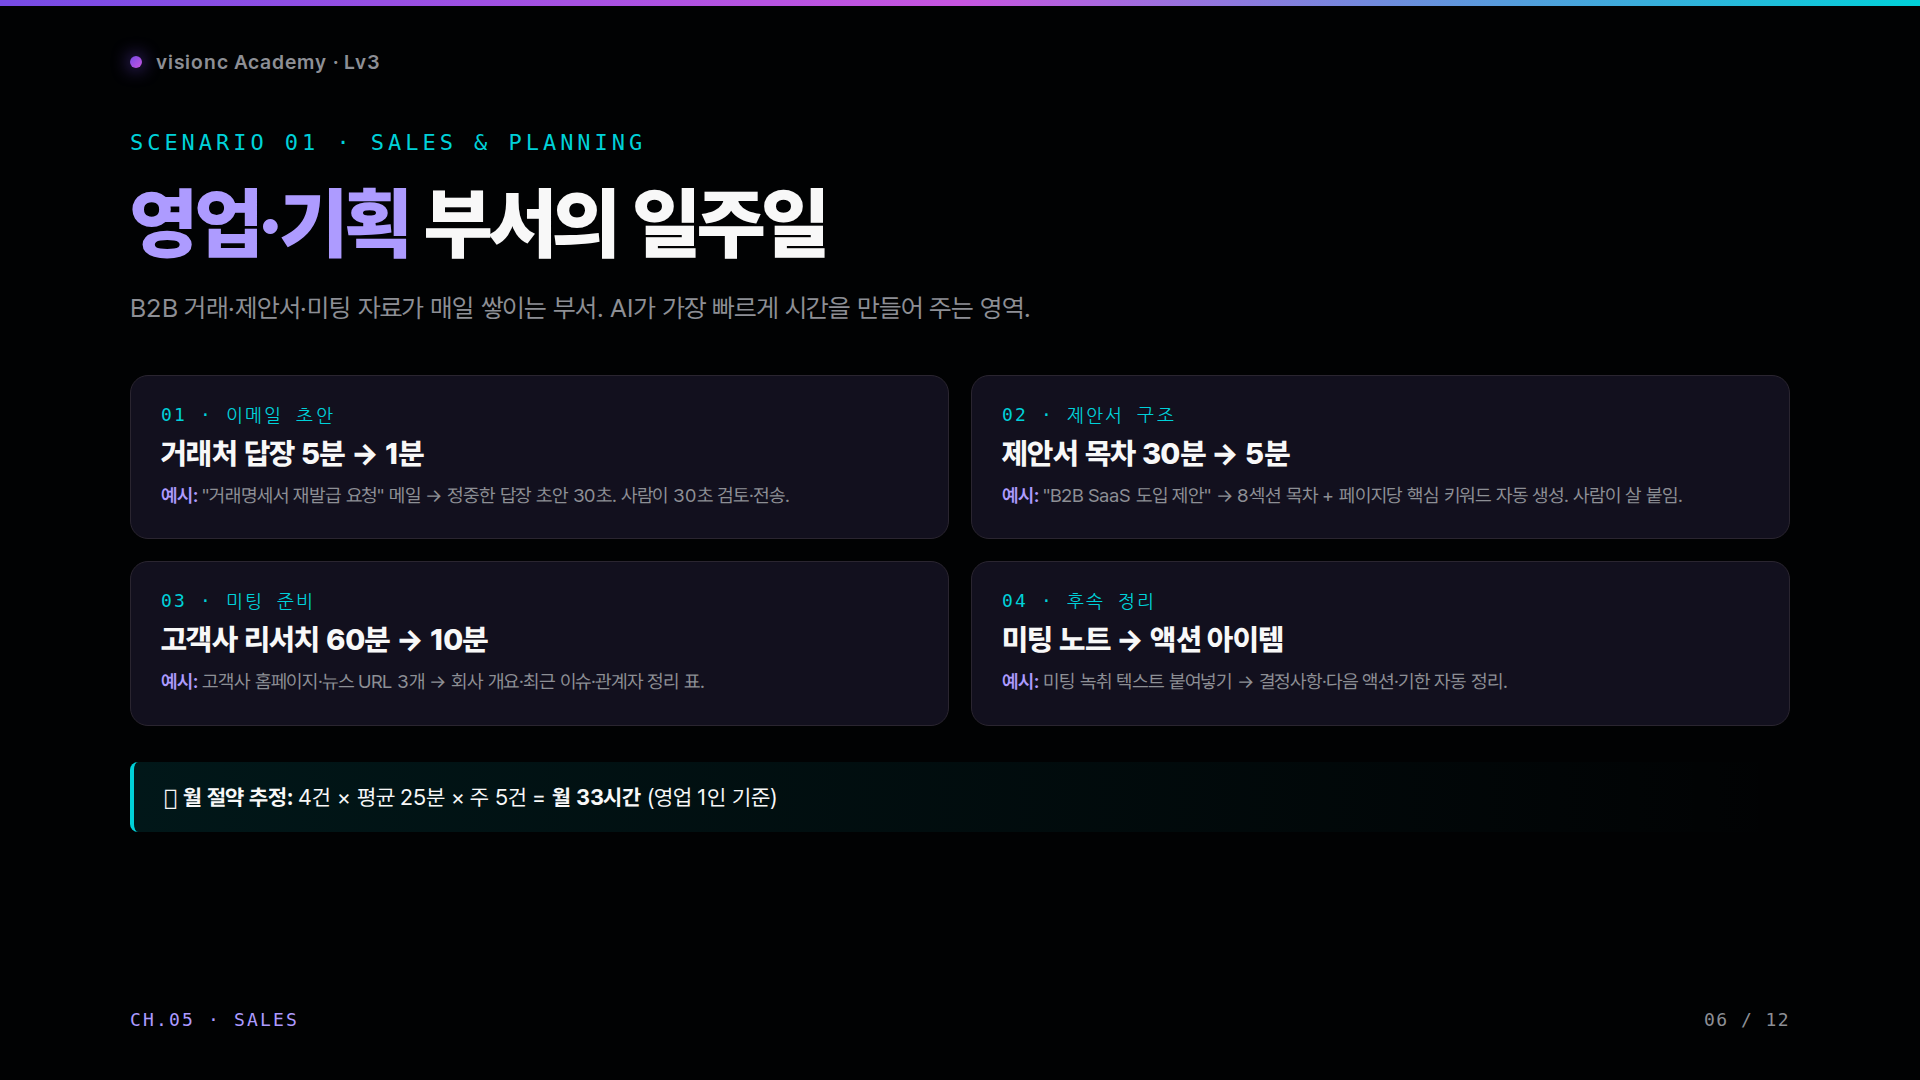 visionc Academy · Lv3
SCENARIO 01 · SALES & PLANNING
영업·기획 부서의 일주일
B2B 거래·제안서·미팅 자료가 매일 쌓이는 부서. AI가 가장 빠르게 시간을 만들어 주는 영역.
01 · 이메일 초안
거래처 답장 5분 → 1분
예시: "거래명세서 재발급 요청" 메일 → 정중한 답장 초안 30초. 사람이 30초 검토·전송.
02 · 제안서 구조
제안서 목차 30분 → 5분
예시: "B2B SaaS 도입 제안" → 8섹션 목차 + 페이지당 핵심 키워드 자동 생성. 사람이 살 붙임.
03 · 미팅 준비
고객사 리서치 60분 → 10분
예시: 고객사 홈페이지·뉴스 URL 3개 → 회사 개요·최근 이슈·관계자 정리 표.
04 · 후속 정리
미팅 노트 → 액션 아이템
예시: 미팅 녹취 텍스트 붙여넣기 → 결정사항·다음 액션·기한 자동 정리.
월 절약 추정: 4건 × 평균 25분 × 주 5건 = 월 33시간 (영업 1인 기준)
CH.05 · SALES
06 / 12